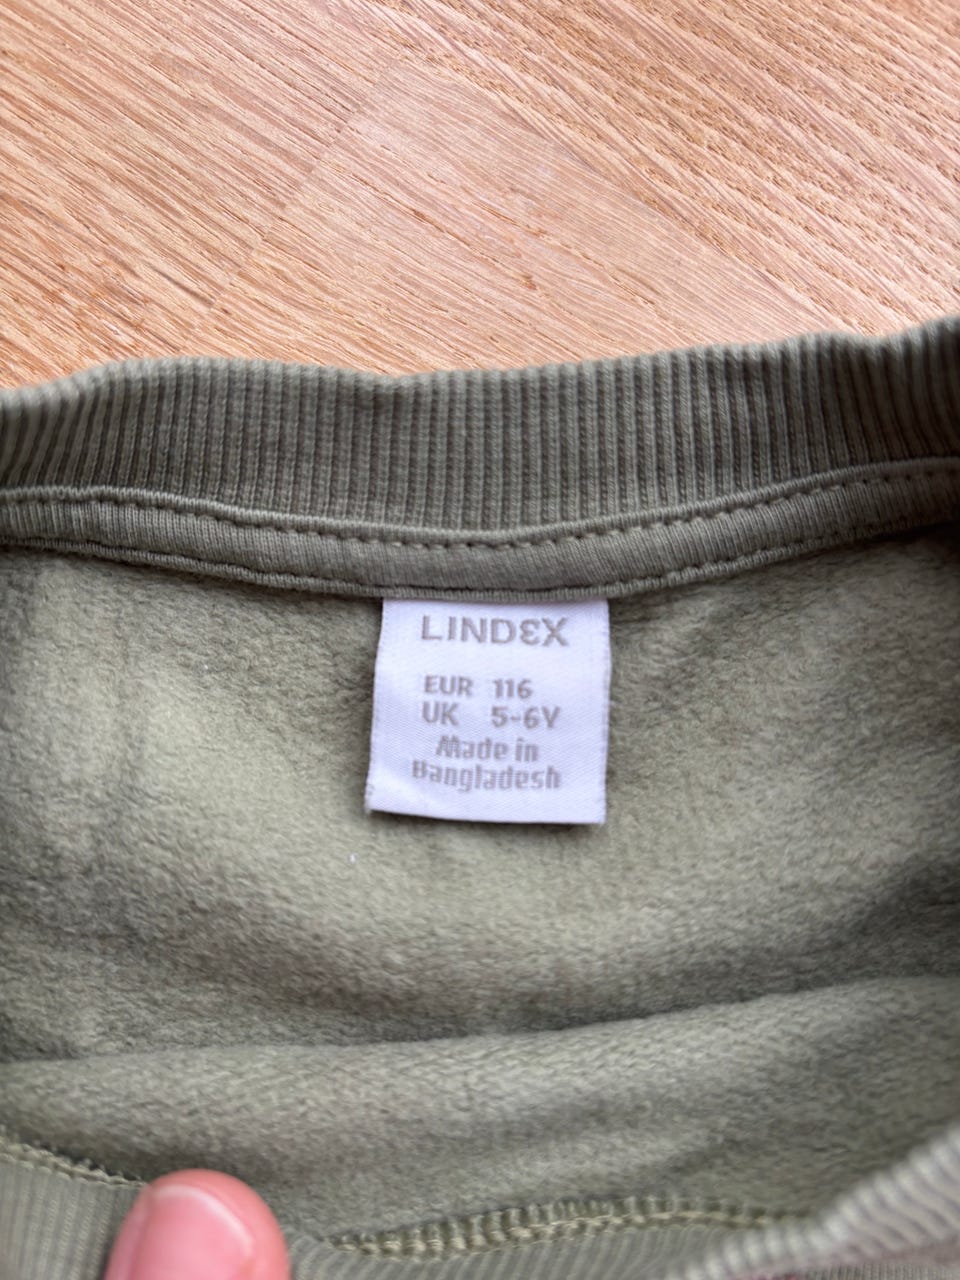 LINDEX
EUR 116
UK 5-6Y
Made in
Bangladesh